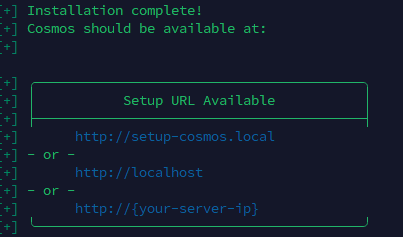 [+] Installation complete!
[+] Cosmos should be available at:
[+]
[+]
[+] Setup URL Available
[+]
[+] http://setup-cosmos.local
[+] - or -
[+] http://localhost
[+] - or -
[+] http://{your-server-ip}
[+]